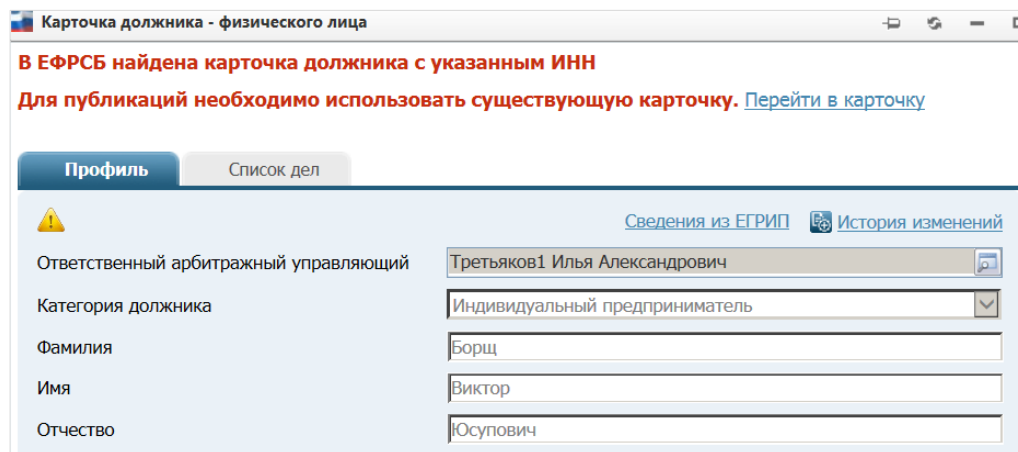 Карточка должника - физического лица
В ЕФРСБ найдена карточка должника с указанным ИНН
Для публикаций необходимо использовать существующую карточку. Перейти в карточку
Профиль Список дел
Сведения из ЕГРИП История изменений
Ответственный арбитражный управляющий Третьяков1 Илья Александрович
Категория должника Индивидуальный предприниматель
Фамилия Борщ
Имя Виктор
Отчество Юсупович